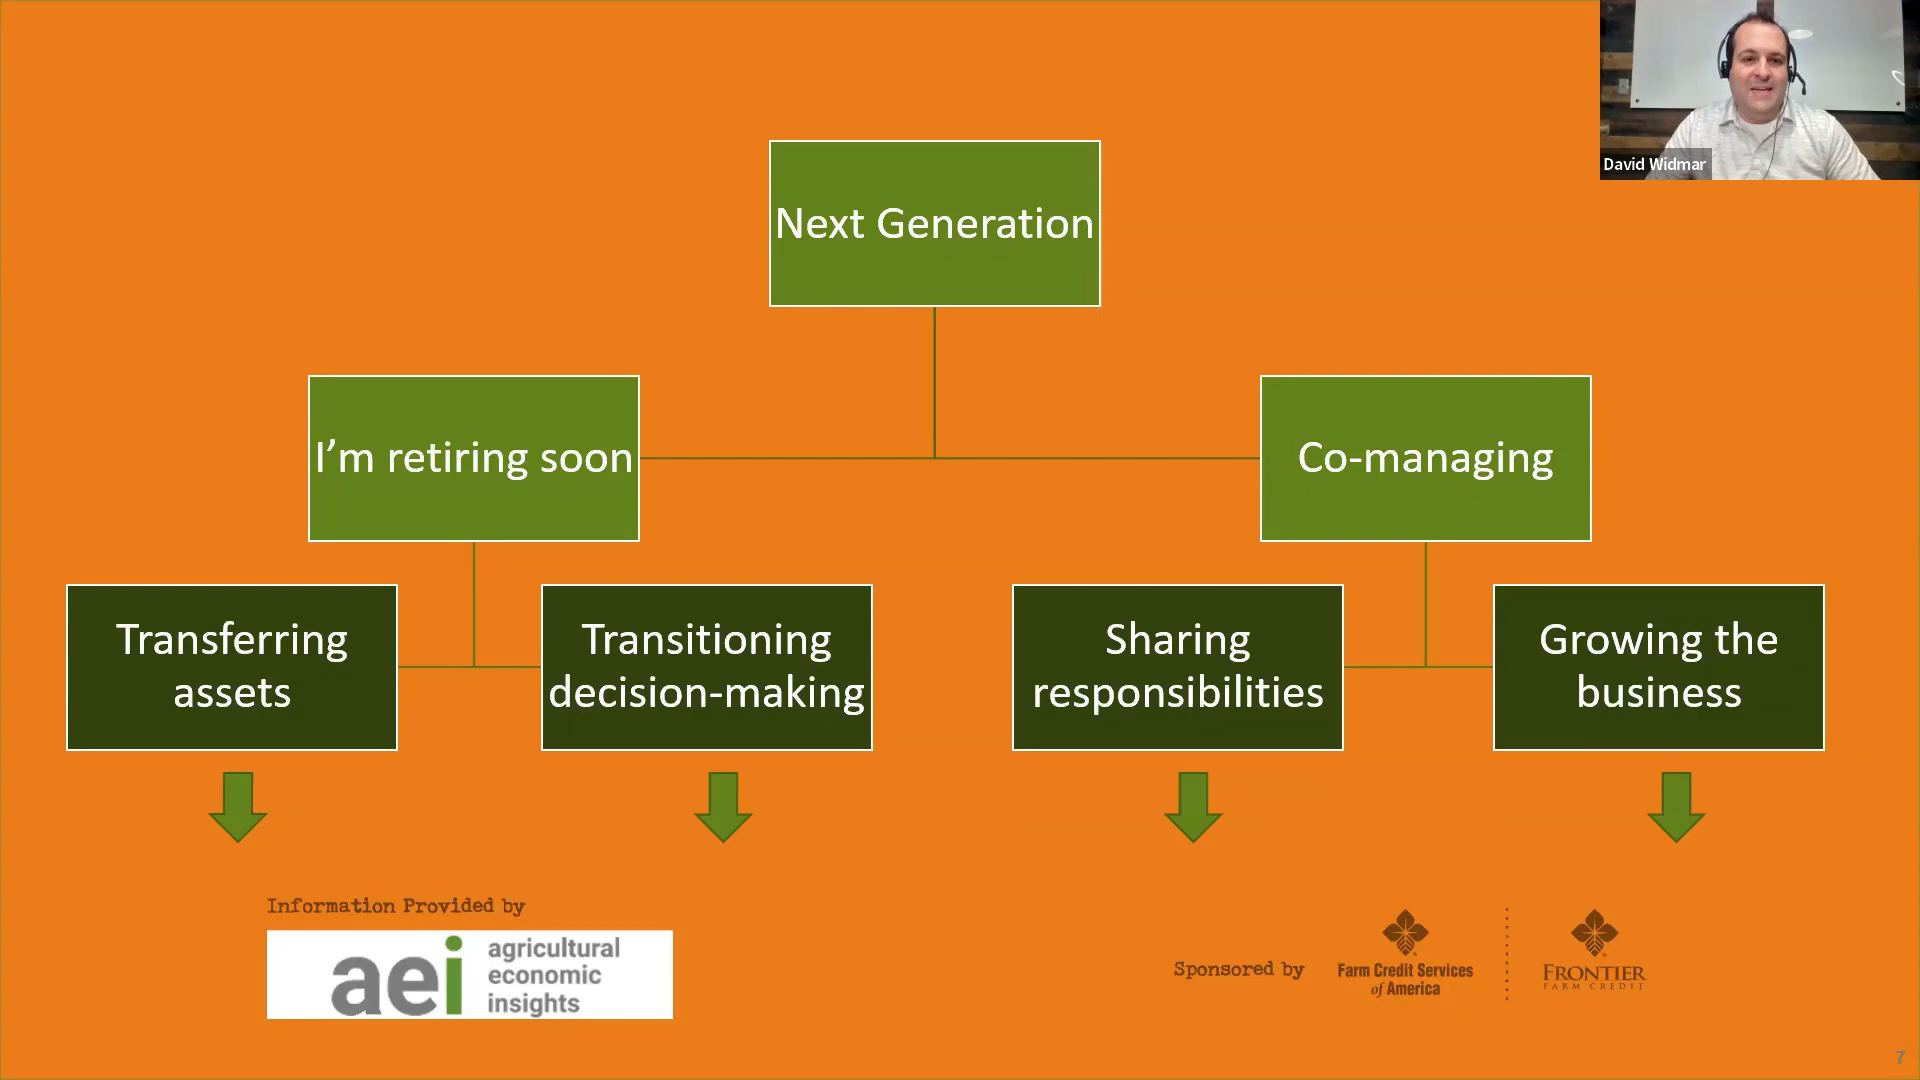 David Widmar
Next Generation
I'm retiring soon
Co-managing
Transferring
assets
Transitioning
decision-making
Sharing
responsibilities
Growing the
business
Information Provided by
aei
agricultural
economic
insights
Sponsored by
Farm Credit Services
of America
FRONTIER
FARM CREDIT
7